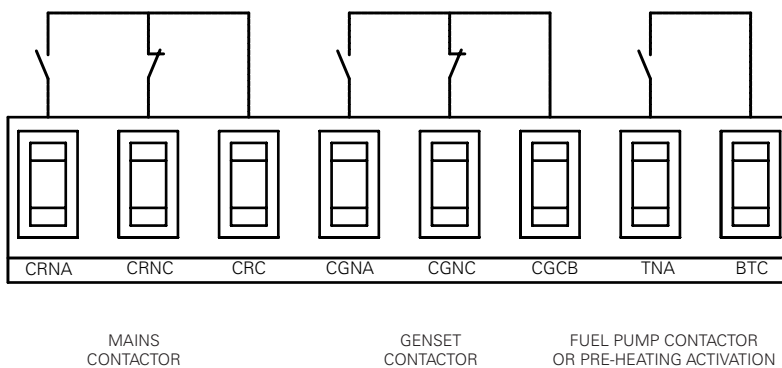 CRNA CRNC CRC CGNA CGNC CGCB TNA BTC
MAINS
CONTACTOR
GENSET
CONTACTOR
FUEL PUMP CONTACTOR
OR PRE-HEATING ACTIVATION